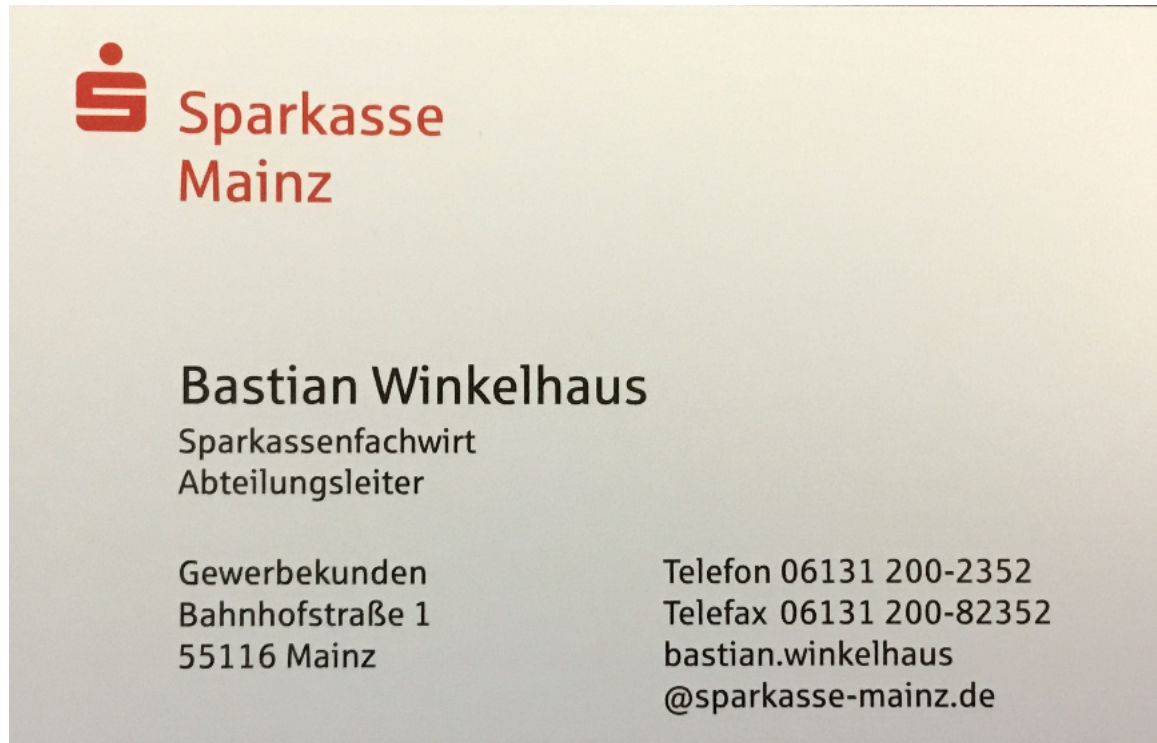 Sparkasse
Mainz
Bastian Winkelhaus
Sparkassenfachwirt
Abteilungsleiter
Gewerbekunden
Bahnhofstraße 1
55116 Mainz
Telefon 06131 200-2352
Telefax 06131 200-82352
bastian.winkelhaus
@sparkasse-mainz.de